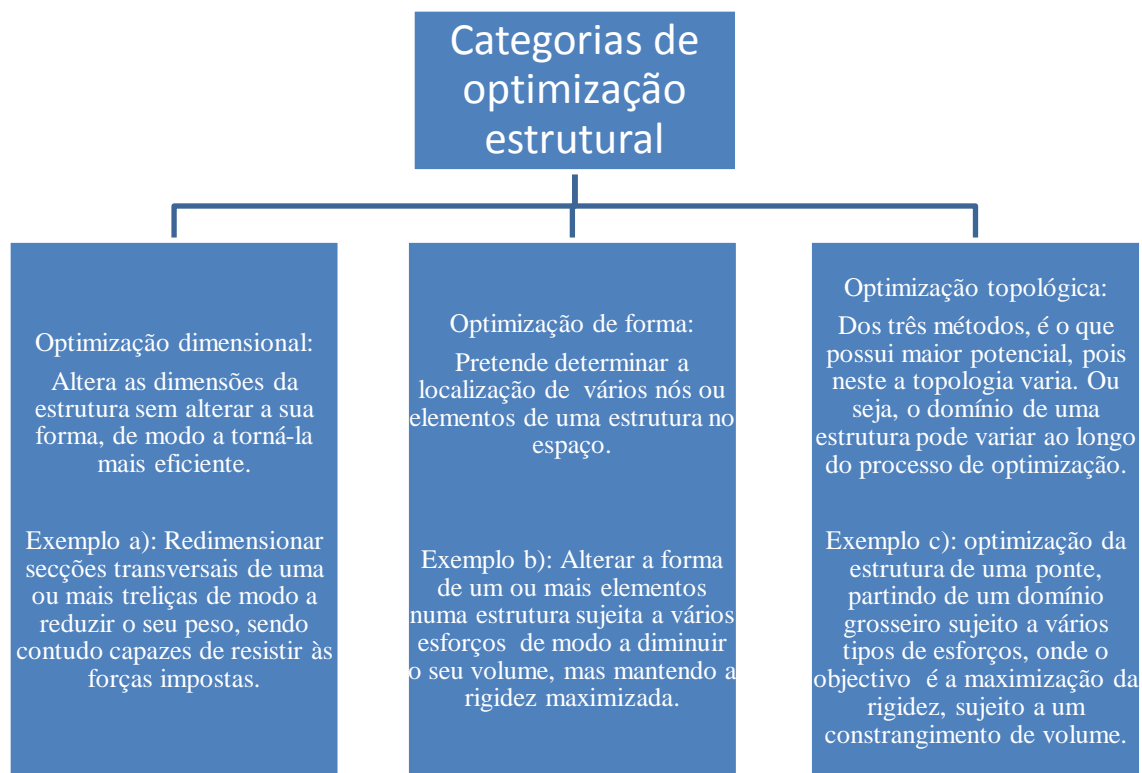 Categorias de
optimização
estrutural
Optimização dimensional:
Altera as dimensões da
estrutura sem alterar a sua
forma, de modo a torná-la
mais eficiente.
Exemplo a): Redimensionar
secções transversais de uma
ou mais treliças de modo a
reduzir o seu peso, sendo
contudo capazes de resistir às
forças impostas.
Optimização de forma:
Pretende determinar a
localização de vários nós ou
elementos de uma estrutura no
espaço.
Exemplo b): Alterar a forma
de um ou mais elementos
numa estrutura sujeita a vários
esforços de modo a diminuir
o seu volume, mas mantendo a
rigidez maximizada.
Optimização topológica:
Dos três métodos, é o que
possui maior potencial, pois
neste a topologia varia. Ou
seja, o domínio de uma
estrutura pode variar ao longo
do processo de optimização.
Exemplo c): optimização da
estrutura de uma ponte,
partindo de um domínio
grosseiro sujeito a vários
tipos de esforços, onde o
objectivo é a maximização da
rigidez, sujeito a um
constrangimento de volume.